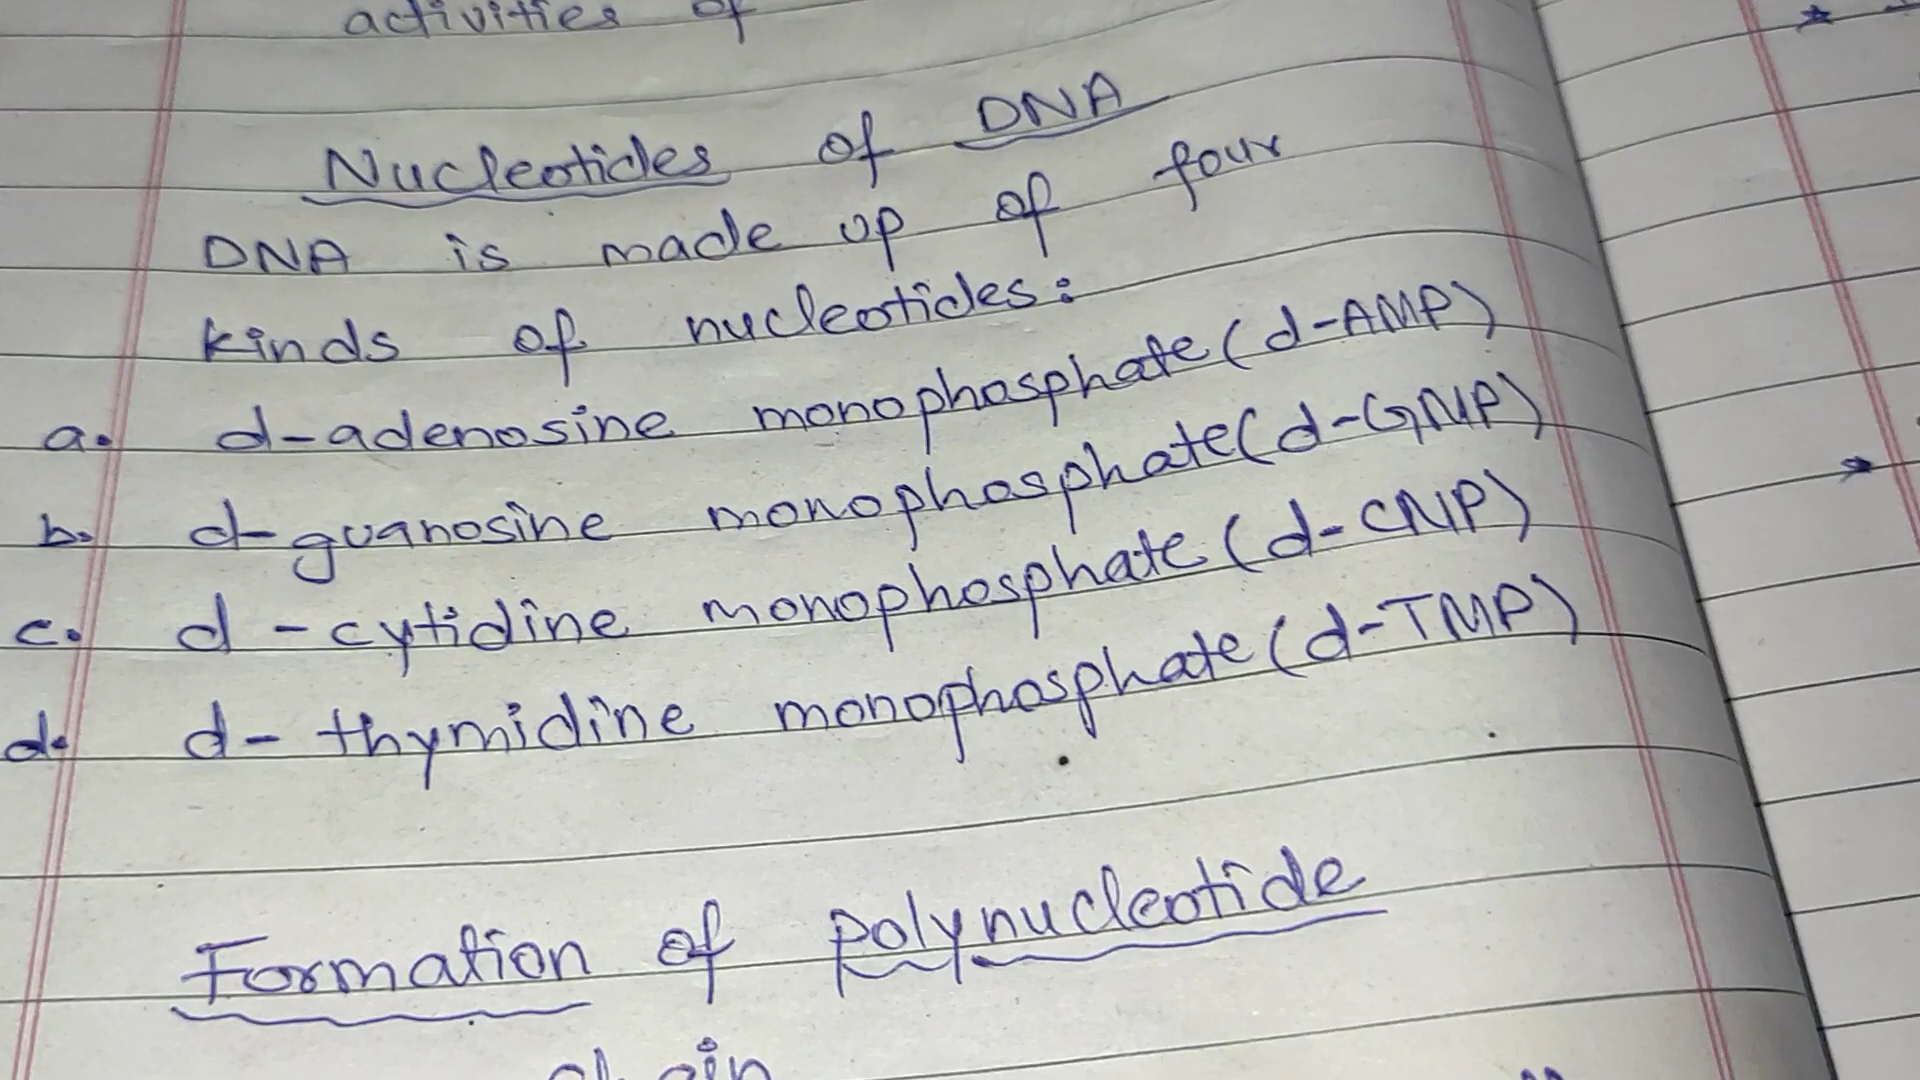 activities of
Nucleotides of DNA
DNA is made up of four
kinds of nucleotides:
a. d-adenosine monophosphate (d-AMP)
b. d-guanosine monophosphate (d-GMP)
c. d-cytidine monophosphate (d-CMP)
d. d-thymidine monophosphate (d-TMP)
Formation of polynucleotide
chain